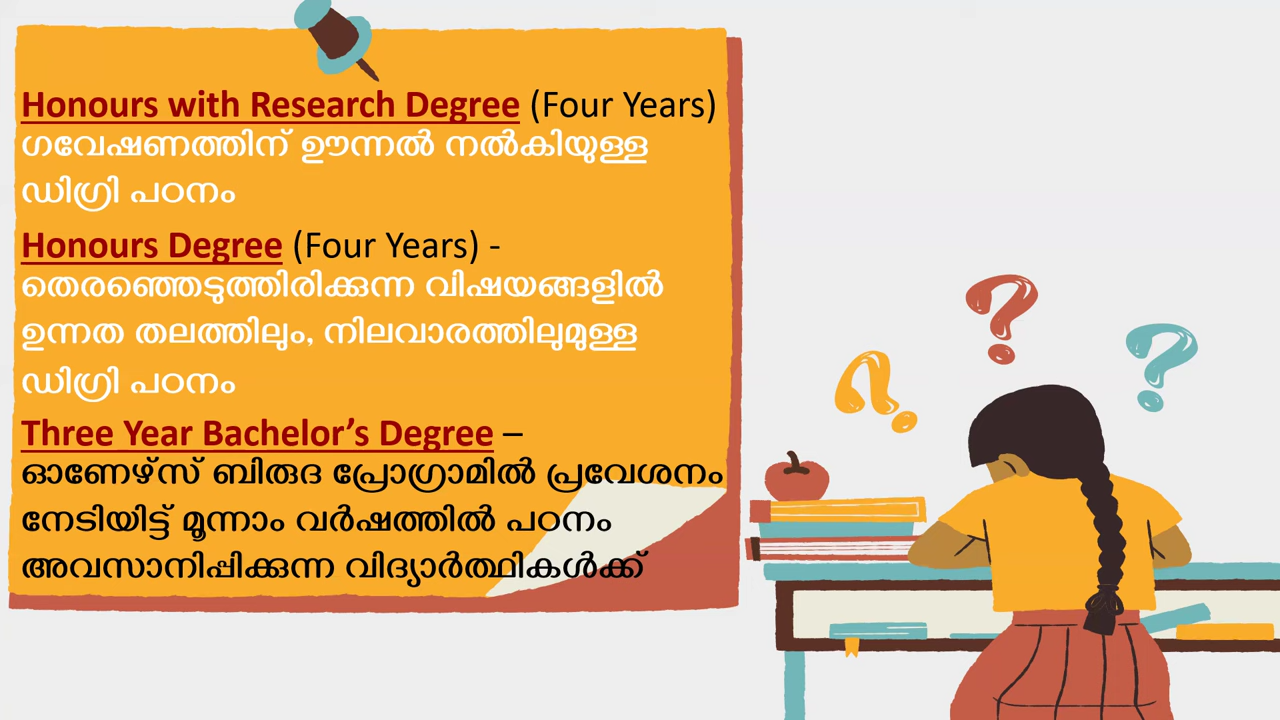 Honours with Research Degree (Four Years)
ഗവേഷണത്തിന് ഊന്നൽ നൽകിയുള്ള
ഡിഗ്രി പഠനം
Honours Degree (Four Years) -
തെരഞ്ഞെടുത്തിരിക്കുന്ന വിഷയങ്ങളിൽ
ഉന്നത തലത്തിലും, നിലവാരത്തിലുമുള്ള
ഡിഗ്രി പഠനം
Three Year Bachelor’s Degree –
ഓണേഴ്സ് ബിരുദ പ്രോഗ്രാമിൽ പ്രവേശനം
നേടിയിട്ട് മൂന്നാം വർഷത്തിൽ പഠനം
അവസാനിപ്പിക്കുന്ന വിദ്യാർത്ഥികൾക്ക്